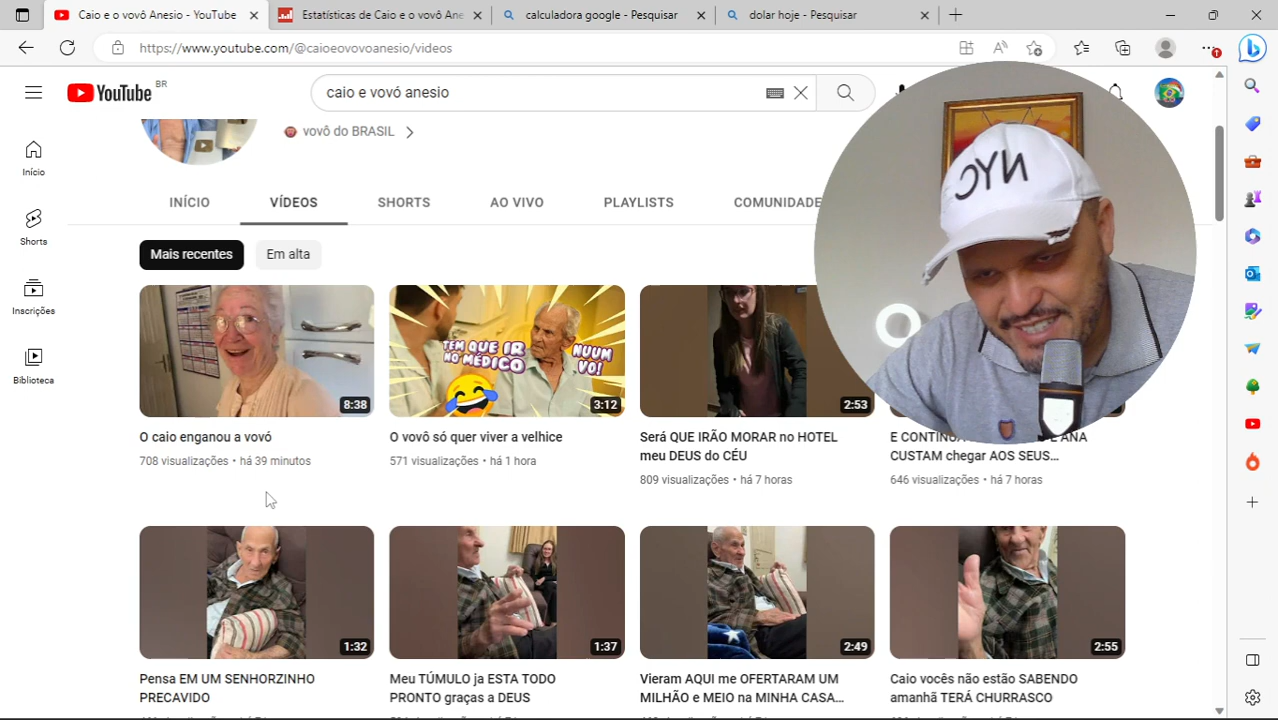 Caio e o vovô Anesio - YouTube
Estatísticas de Caio e o vovô Ane
calculadora google - Pesquisar
dolar hoje - Pesquisar
https://www.youtube.com/@caioeovovoanesio/videos
YouTube BR
caio e vovó anesio
vovô do BRASIL
Início
Shorts
Inscrições
Biblioteca
INÍCIO
VÍDEOS
SHORTS
AO VIVO
PLAYLISTS
COMUNIDADE
Mais recentes
Em alta
NYC
TEM QUE IR
NO MÉDICO
NUUM
VO!
8:38
3:12
2:53
O caio enganou a vovó
708 visualizações • há 39 minutos
O vovô só quer viver a velhice
571 visualizações • há 1 hora
Será QUE IRÃO MORAR no HOTEL
meu DEUS do CÉU
809 visualizações • há 7 horas
ANA
CUSTAM chegar AOS SEUS...
646 visualizações • há 7 horas
1:32
1:37
2:49
2:55
Pensa EM UM SENHORZINHO
PRECAVIDO
Meu TÚMULO ja ESTA TODO
PRONTO graças a DEUS
Vieram AQUI me OFERTARAM UM
MILHÃO e MEIO na MINHA CASA...
Caio vocês não estão SABENDO
amanhã TERÁ CHURRASCO